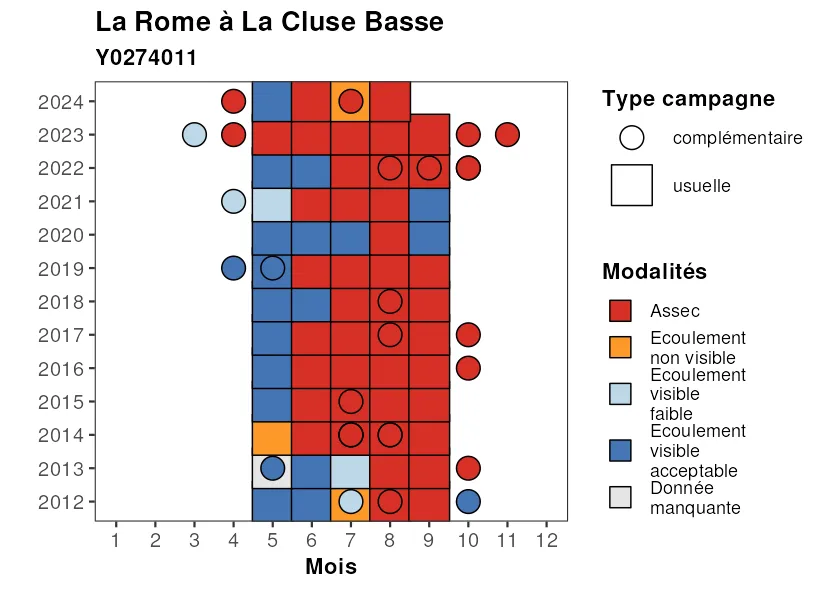 La Rome à La Cluse Basse
Y0274011
2024
2023
2022
2021
2020
2019
2018
2017
2016
2015
2014
2013
2012
1 2 3 4 5 6 7 8 9 10 11 12
Mois
Type campagne
complémentaire
usuelle
Modalités
Assec
Ecoulement
non visible
Ecoulement
visible
faible
Ecoulement
visible
acceptable
Donnée
manquante